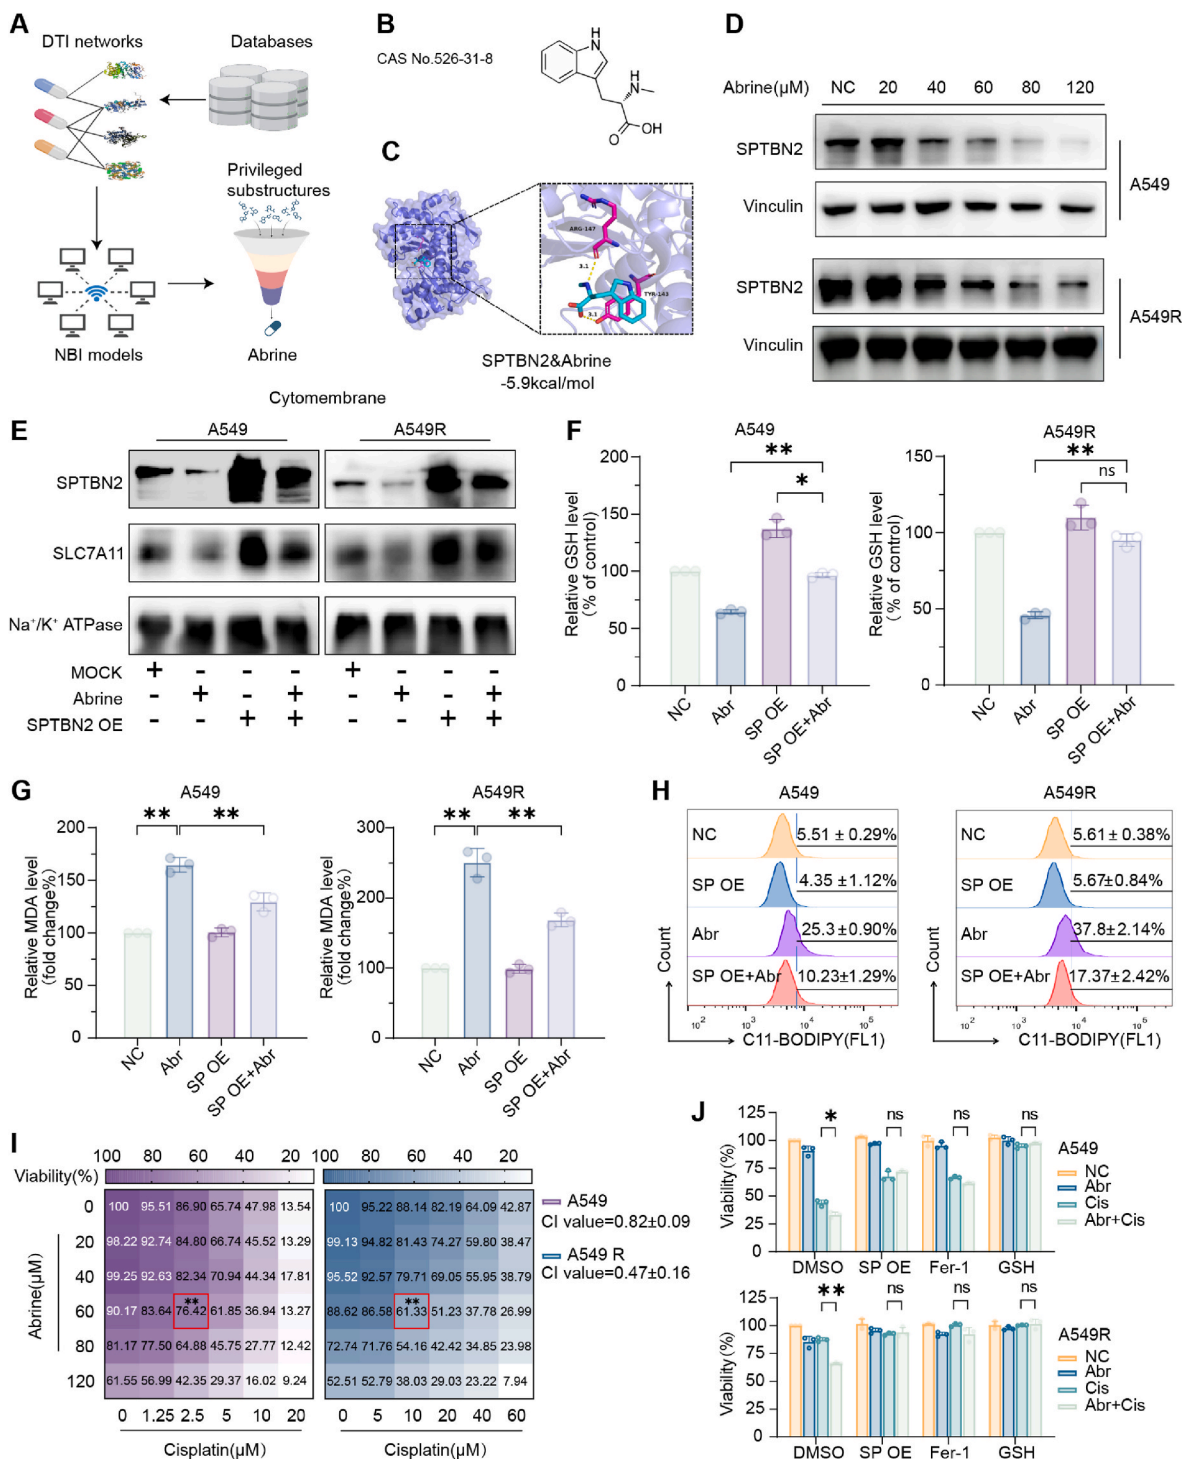 A
DTI networks
Databases
Privileged
substructures
NBI models
Abrine
B
CAS No.526-31-8
H
N
H
N
O
OH
C
ARG-147
3.1
TYR-143
3.1
SPTBN2&Abrine
-5.9kcal/mol
D
Abrine(μM) NC 20 40 60 80 120
SPTBN2
Vinculin
A549
SPTBN2
Vinculin
A549R
Cytomembrane
E
A549 A549R
SPTBN2
SLC7A11
Na⁺/K⁺ ATPase
MOCK + - - - + - - -
Abrine - + - + - + - +
SPTBN2 OE - - + + - - + +
F
A549
Relative GSH level
(% of control)
200
150
100
50
0
** 
*
NC Abr SP OE SP OE+Abr
A549R
Relative GSH level
(% of control)
150
100
50
0
**
ns
NC Abr SP OE SP OE+Abr
G
A549
Relative MDA level
(fold change%)
200
150
100
50
0
** **
NC Abr SP OE SP OE+Abr
A549R
Relative MDA level
(fold change%)
300
200
100
0
** **
NC Abr SP OE SP OE+Abr
H
A549
NC 5.51 ± 0.29%
SP OE 4.35 ±1.12%
Abr 25.3±0.90%
SP OE+Abr 10.23±1.29%
Count
10² 10³ 10⁴ 10⁵
C11-BODIPY(FL1)
A549R
NC 5.61 ± 0.38%
SP OE 5.67±0.84%
Abr 37.8±2.14%
SP OE+Abr 17.37±2.42%
Count
10² 10³ 10⁴ 10⁵
C11-BODIPY(FL1)
I
100 80 60 40 20 100 80 60 40 20
Viability(%)
0 100 95.51 86.90 65.74 47.98 13.54 100 95.22 88.14 82.19 64.09 42.87
20 98.22 92.74 84.80 66.74 45.52 13.29 99.13 94.82 81.43 74.27 59.80 38.47
40 99.25 92.63 82.34 70.94 44.34 17.81 95.52 92.57 79.71 69.05 55.95 38.79
** **
60 90.17 83.64 76.42 61.85 36.94 13.27 88.62 86.58 61.33 51.23 37.78 26.99
80 81.17 77.50 64.88 45.75 27.77 12.42 72.74 71.76 54.16 42.42 34.85 23.98
120 61.55 56.99 42.35 29.37 16.02 9.24 52.51 52.79 38.03 29.03 23.22 7.94
Abrine(μM)
0 1.25 2.5 5 10 20 0 5 10 20 40 60
Cisplatin(μM) Cisplatin(μM)
A549
CI value=0.82±0.09
A549 R
CI value=0.47±0.16
J
Viability(%)
125
100
75
50
25
0
* ns ns ns
DMSO SP OE Fer-1 GSH
A549
NC
Abr
Cis
Abr+Cis
Viability(%)
125
100
75
50
25
0
** ns ns ns
DMSO SP OE Fer-1 GSH
A549R
NC
Abr
Cis
Abr+Cis